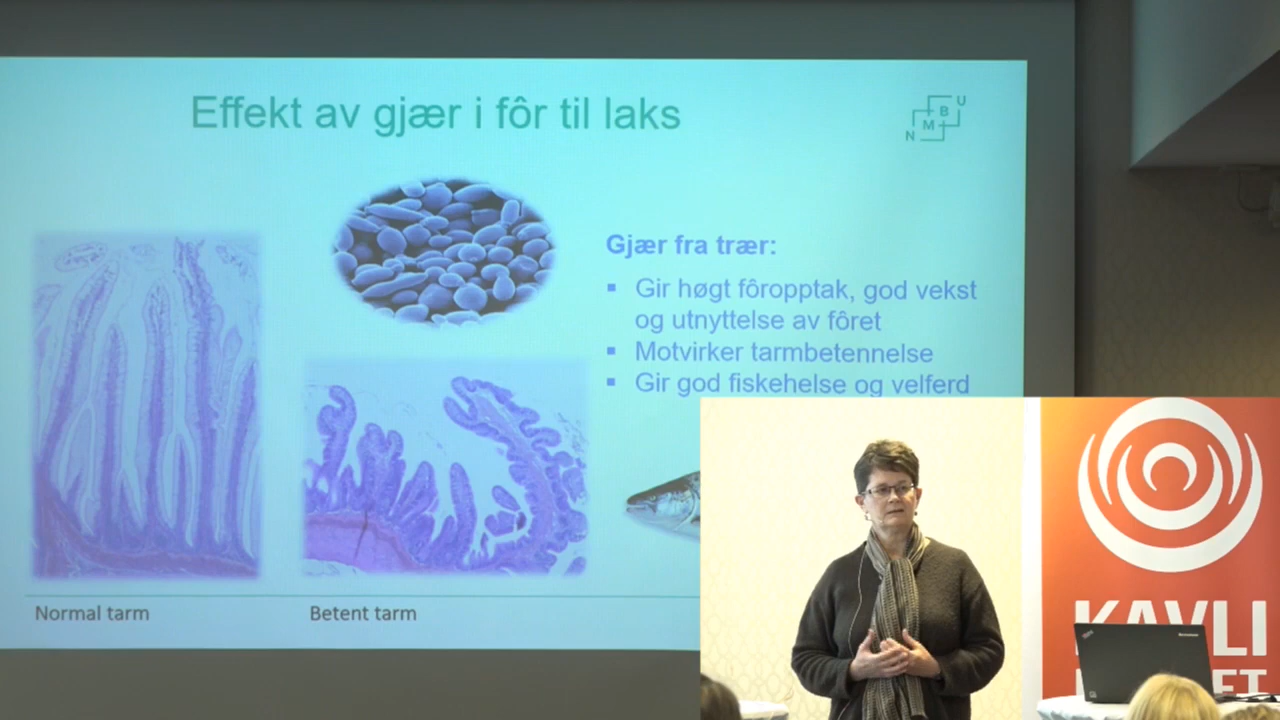 Effekt av gjær i fôr til laks
N M B U
Gjær fra trær:
▪ Gir høgt fôropptak, god vekst
og utnyttelse av fôret
▪ Motvirker tarmbetennelse
▪ Gir god fiskehelse og velferd
Normal tarm
Betent tarm
KAVLI